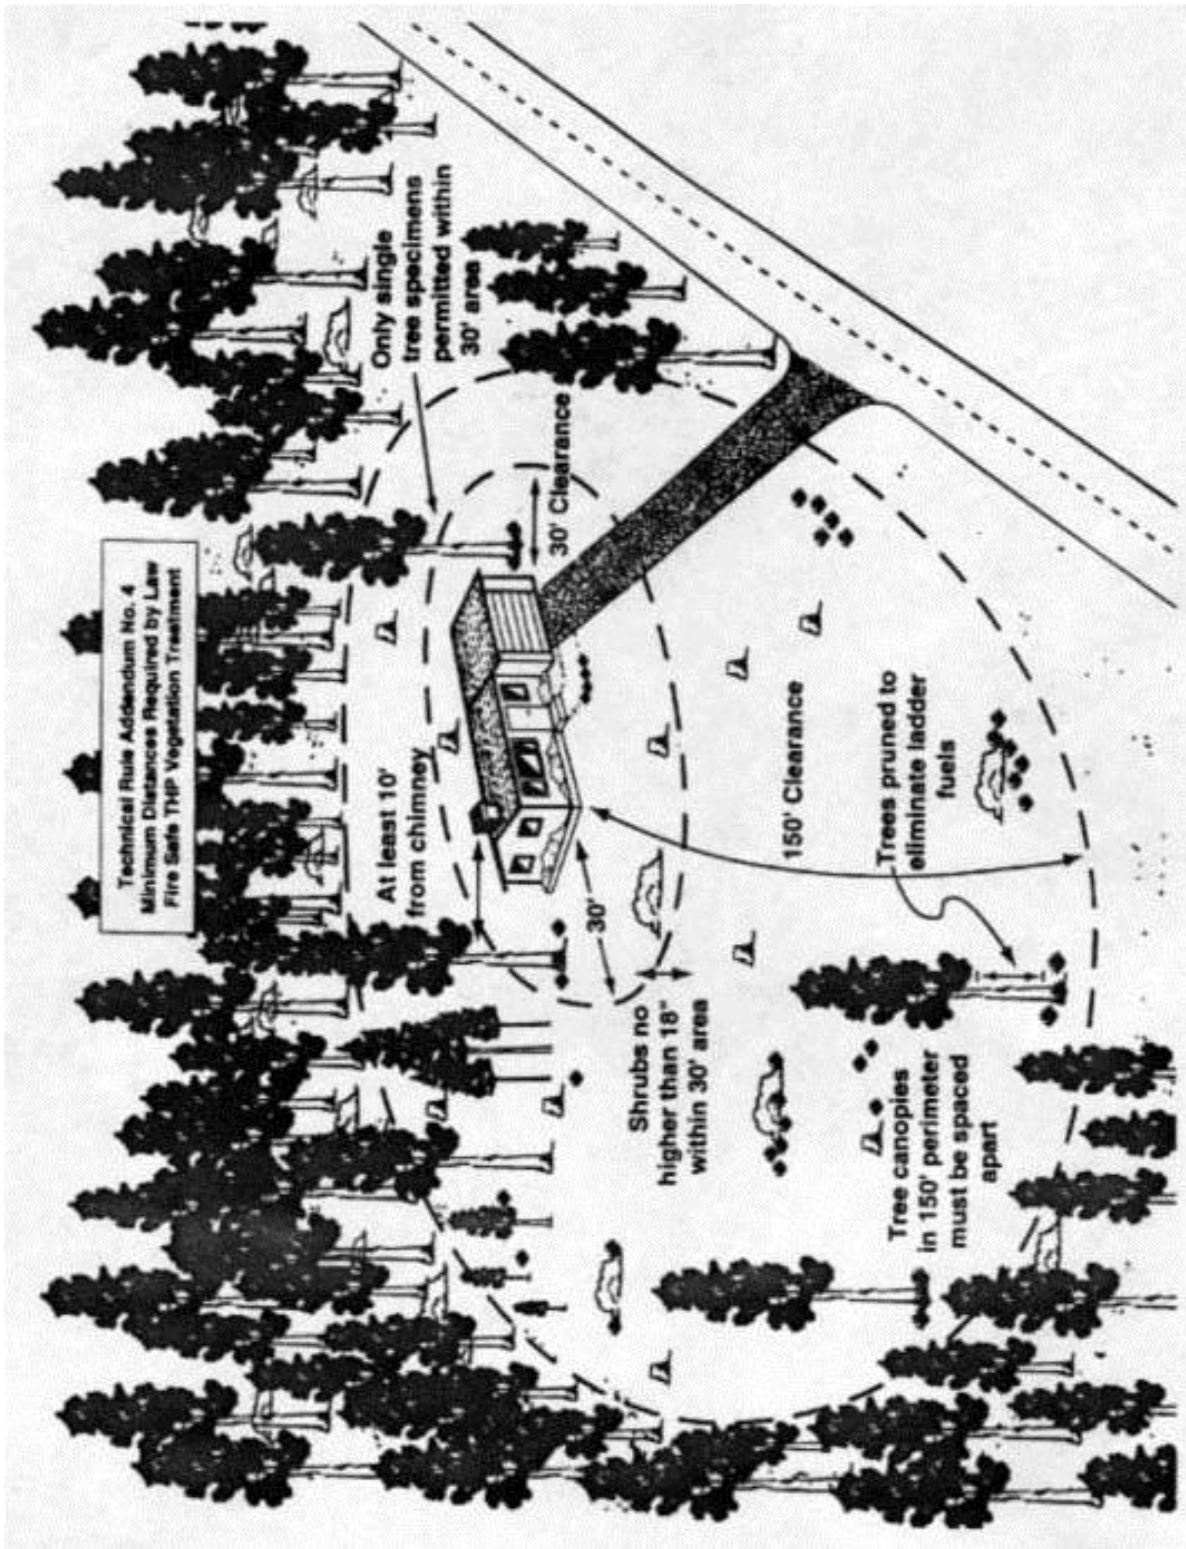 Technical Rule Addendum No. 4
Minimum Distances Required by Law
Fire Safe THP Vegetation Treatment
Only single
tree specimens
permitted within
30' area
At least 10'
from chimney
30' Clearance
30'
Shrubs no
higher than 18"
within 30' area
150' Clearance
Trees pruned to
eliminate ladder
fuels
Tree canopies
in 150' perimeter
must be spaced
apart